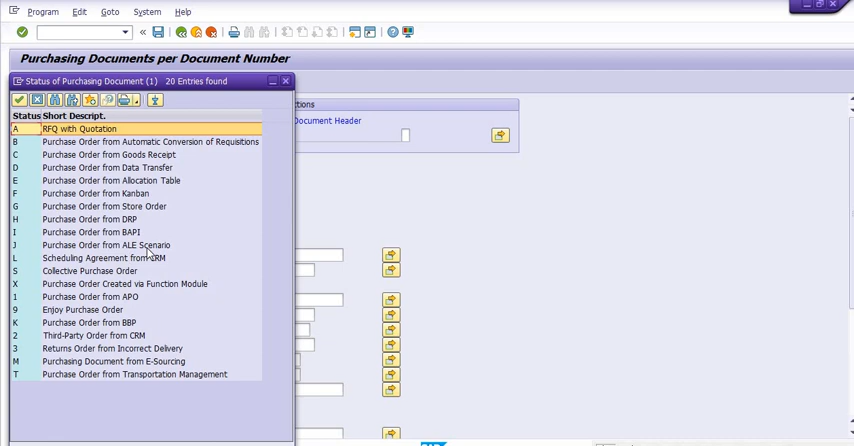 Program Edit Goto System Help
Purchasing Documents per Document Number
Status of Purchasing Document (1) 20 Entries found
tions
Document Header
Status Short Descript.
A RFQ with Quotation
B Purchase Order from Automatic Conversion of Requisitions
C Purchase Order from Goods Receipt
D Purchase Order from Data Transfer
E Purchase Order from Allocation Table
F Purchase Order from Kanban
G Purchase Order from Store Order
H Purchase Order from DRP
I Purchase Order from BAPI
J Purchase Order from ALE Scenario
L Scheduling Agreement from CRM
S Collective Purchase Order
X Purchase Order Created via Function Module
1 Purchase Order from APO
9 Enjoy Purchase Order
K Purchase Order from BBP
2 Third-Party Order from CRM
3 Returns Order from Incorrect Delivery
M Purchasing Document from E-Sourcing
T Purchase Order from Transportation Management